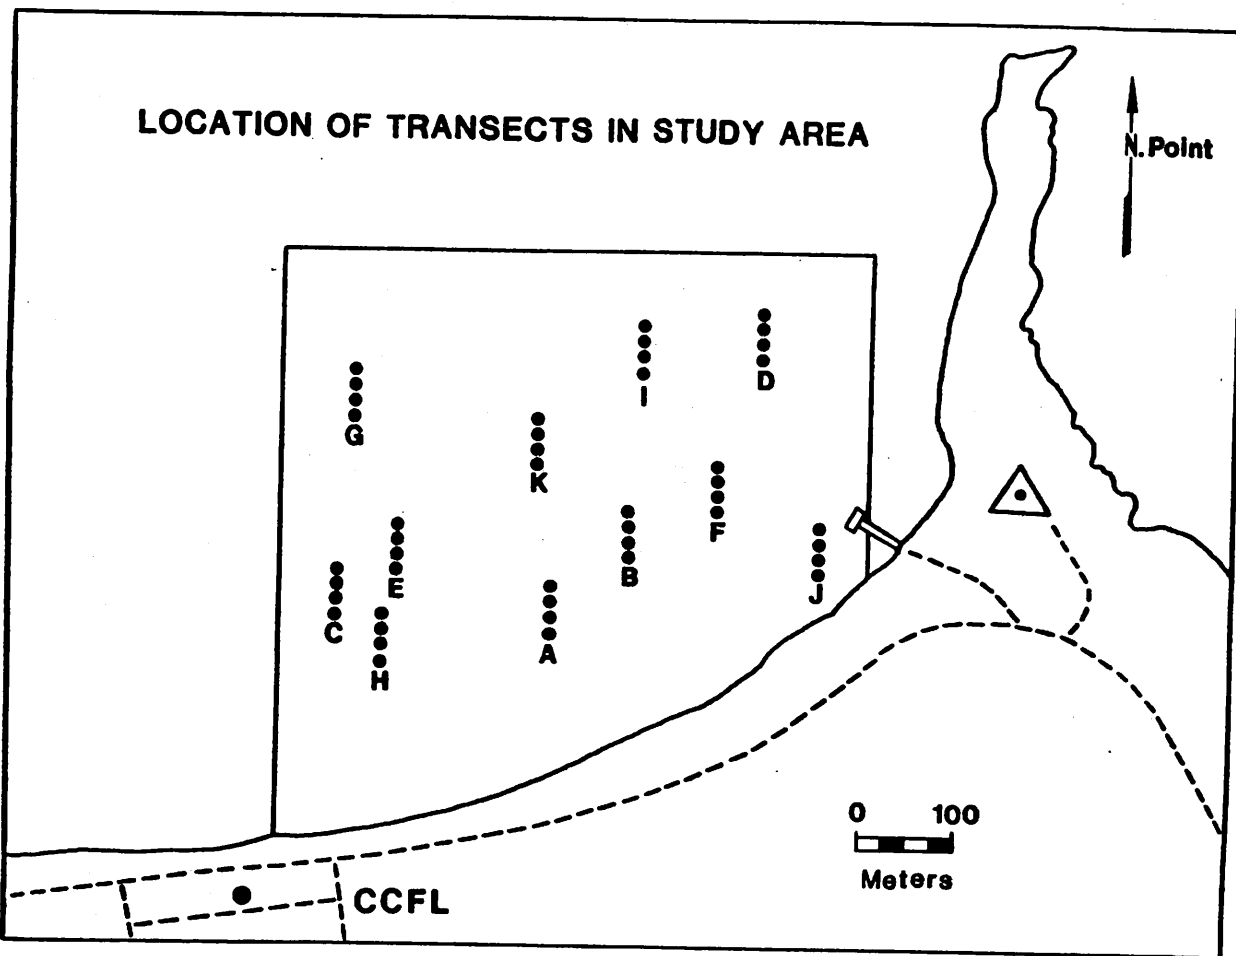 LOCATION OF TRANSECTS IN STUDY AREA
N.Point
I
D
G
K
F
E
B
J
C
A
H
0 100
Meters
CCFL